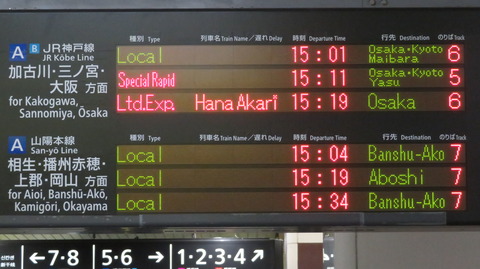 A B JR神戸線
JR Kōbe Line
加古川・三ノ宮・
大阪 方面
for Kakogawa,
Sannomiya, Ōsaka
種別 Type 列車名 Train Name/遅れ Delay 時刻 Departure Time 行先 Destination のりば Track
Local 15:01 Osaka・Kyoto Maibara 6
Special Rapid 15:11 Osaka・Kyoto Yasu 5
Ltd.Exp. Hana Akari 15:19 Osaka 6
A 山陽本線
San-yō Line
相生・播州赤穂・
上郡・岡山 方面
for Aioi, Banshū-Akō,
Kamigōri, Okayama
種別 Type 列車名 Train Name/遅れ Delay 時刻 Departure Time 行先 Destination のりば Track
Local 15:04 Banshu-Ako 7
Local 15:19 Aboshi 7
Local 15:34 Banshu-Ako 7
←7・8 5・6→ 1・2・3・4↗